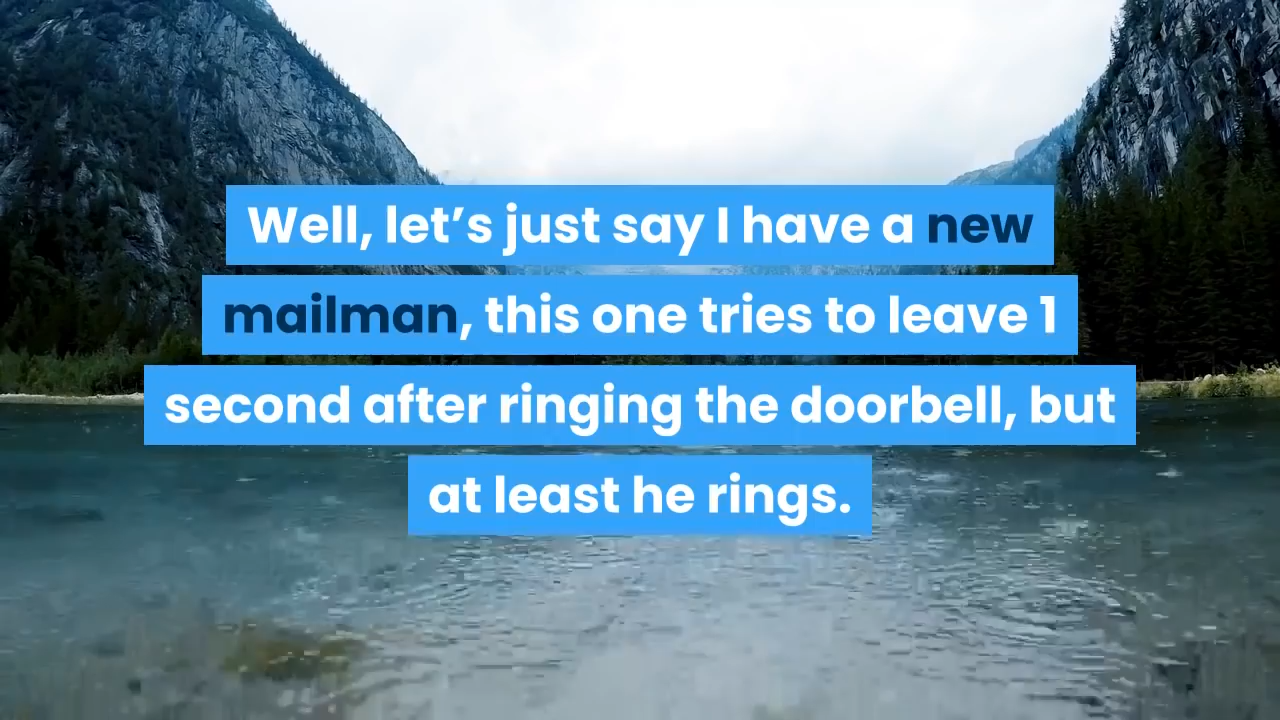 Well, let’s just say I have a new
mailman, this one tries to leave 1
second after ringing the doorbell, but
at least he rings.